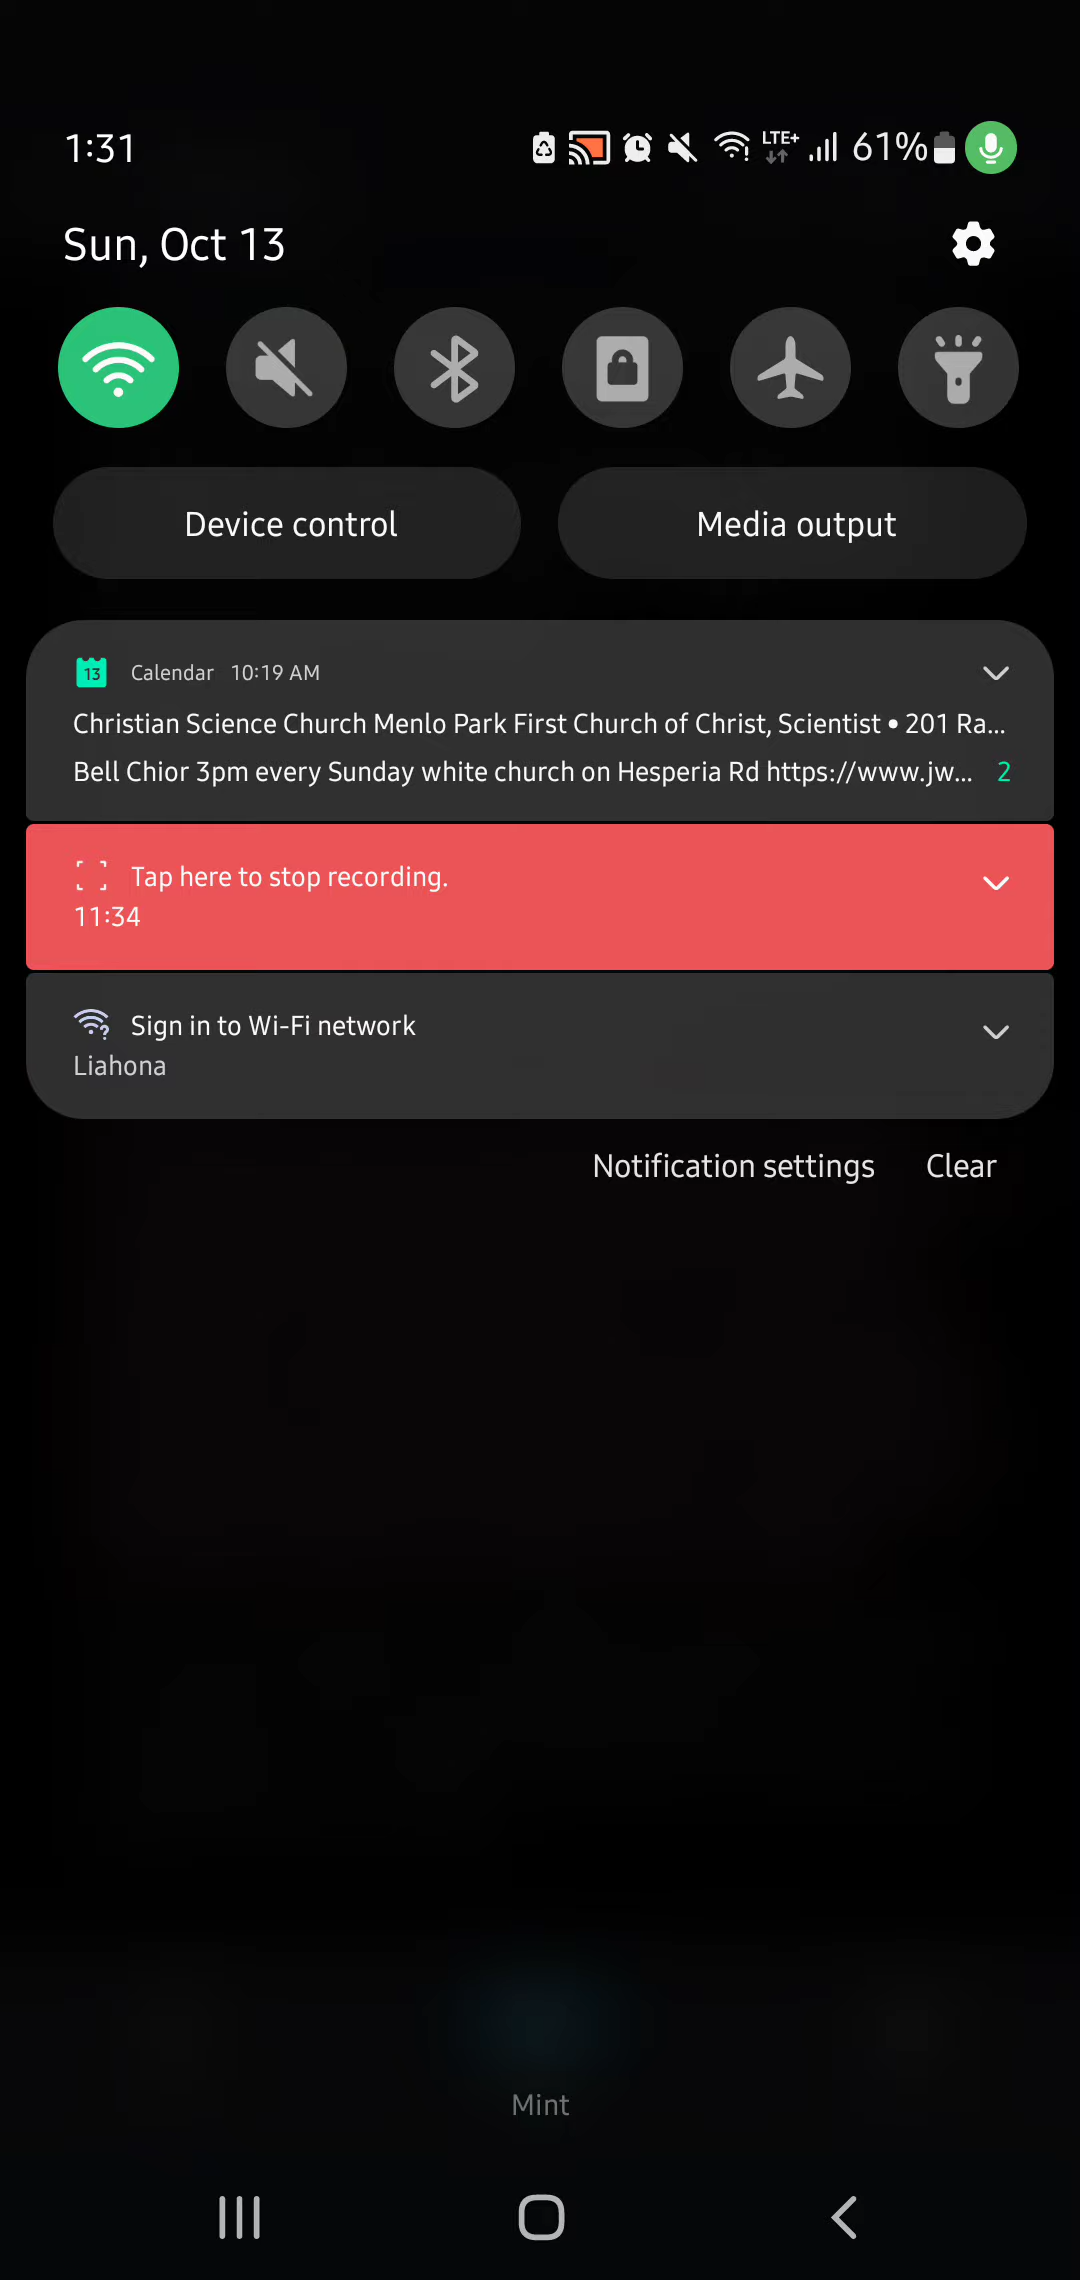 1:31 LTE+ 61%
Sun, Oct 13
Device control Media output
13 Calendar 10:19 AM
Christian Science Church Menlo Park First Church of Christ, Scientist • 201 Ra...
Bell Chior 3pm every Sunday white church on Hesperia Rd https://www.jw... 2
Tap here to stop recording.
11:34
Sign in to Wi-Fi network
Liahona
Notification settings Clear
Mint